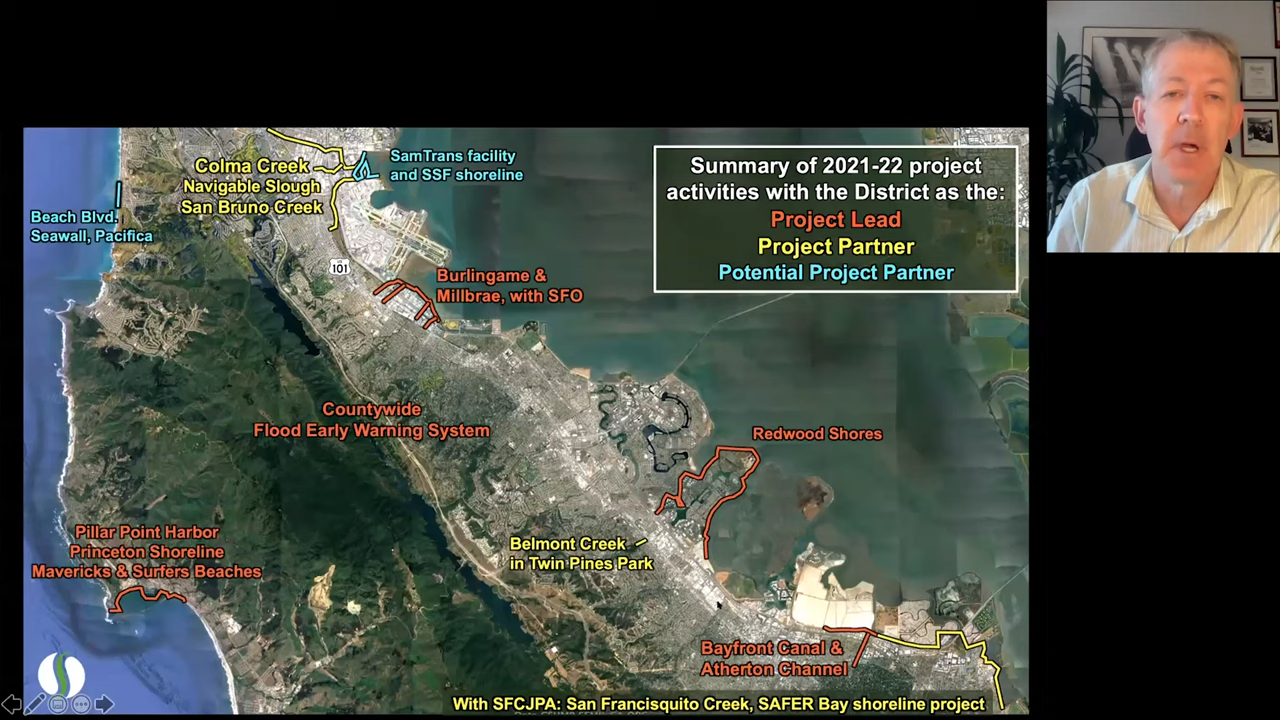 Summary of 2021-22 project
activities with the District as the:
Project Lead
Project Partner
Potential Project Partner
Colma Creek
Navigable Slough
San Bruno Creek
SamTrans facility
and SSF shoreline
Beach Blvd.
Seawall, Pacifica
101
Burlingame &
Millbrae, with SFO
Countywide
Flood Early Warning System
Redwood Shores
Pillar Point Harbor
Princeton Shoreline
Mavericks & Surfers Beaches
Belmont Creek
in Twin Pines Park
Bayfront Canal &
Atherton Channel
With SFCJPA: San Francisquito Creek, SAFER Bay shoreline project